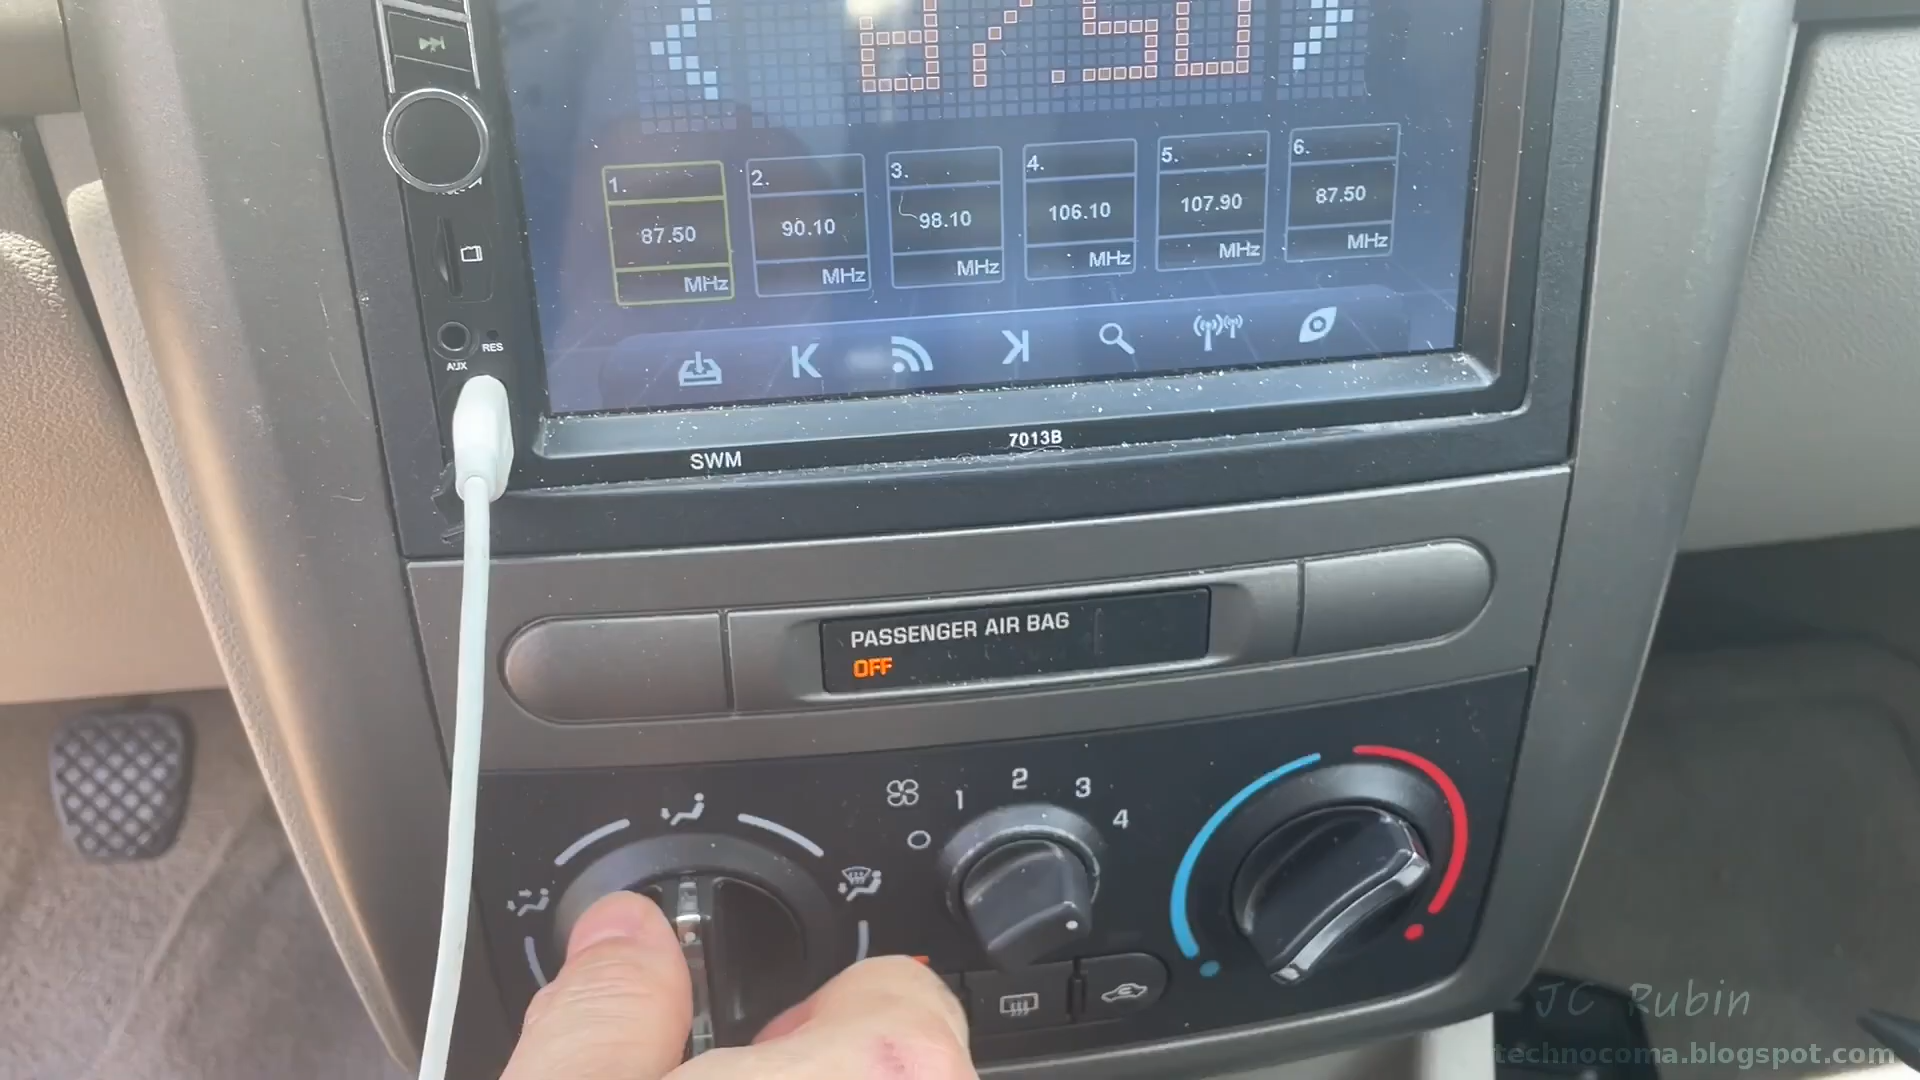 87.50
1.
87.50
MHz
2.
90.10
MHz
3.
98.10
MHz
4.
106.10
MHz
5.
107.90
MHz
6.
87.50
MHz
RES
AUX
SWM
7013B
PASSENGER AIR BAG
OFF
1
2
3
4
JC Rubin
technocoma.blogspot.com